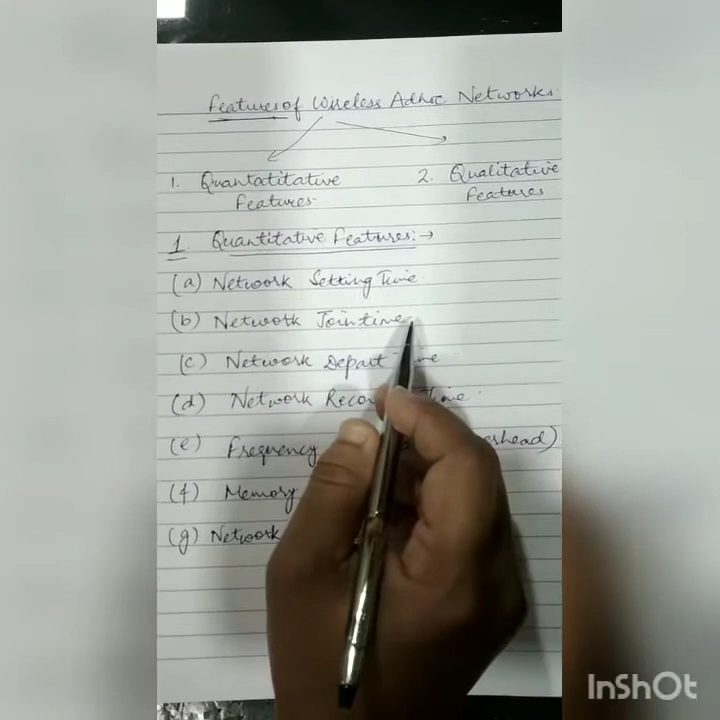 Features of Wireless Adhoc Networks.
1. Quantatitative 2. Qualitative
Features. Features
1. Quantitative Features:→
(a) Network Setting Time
(b) Network Jointime
(c) Network Depart
(d) Network
(e) Frequency
(f) Memory
(g) Network
InShOt